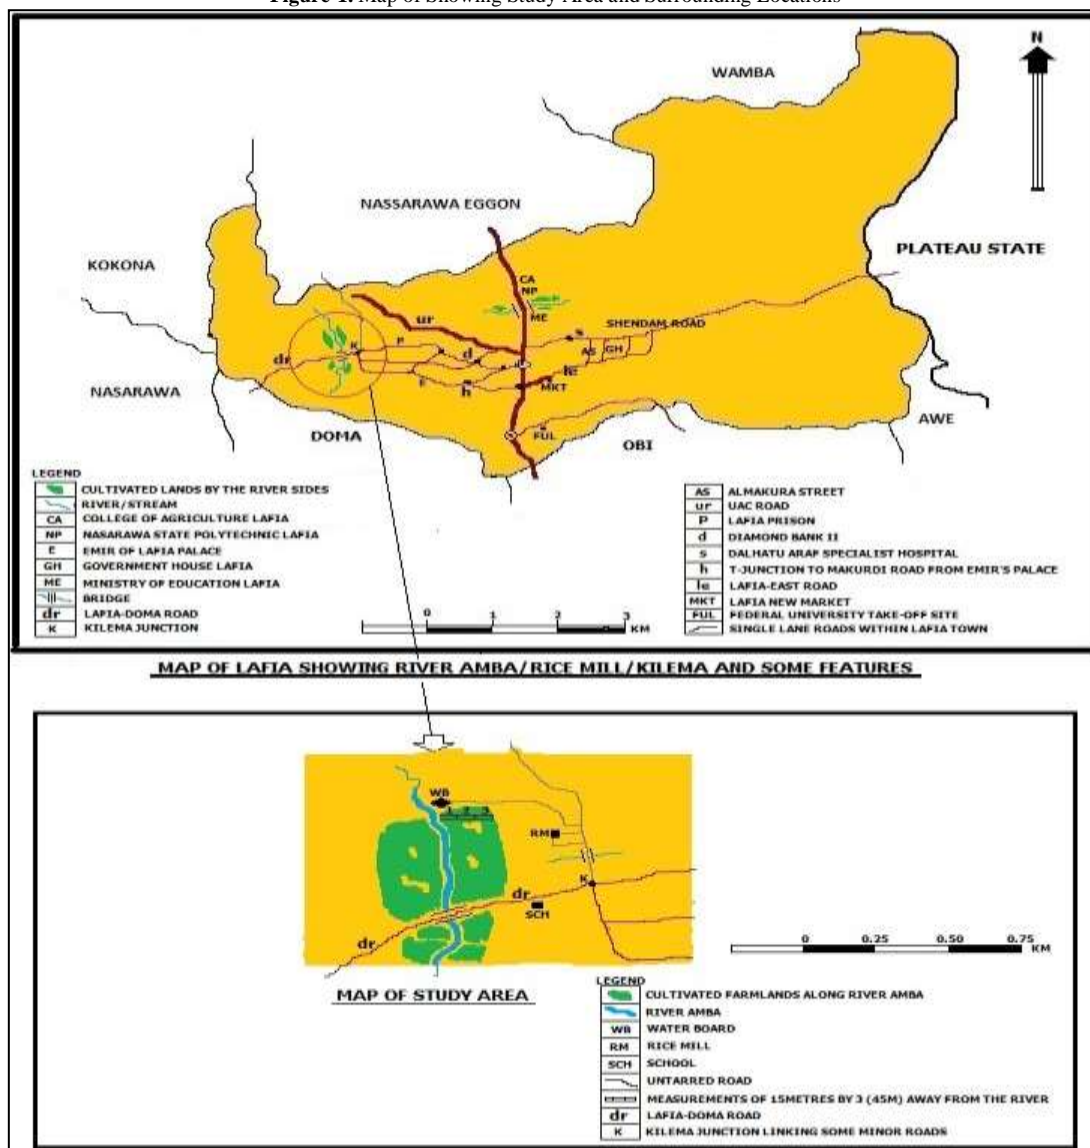 Figure 1. Map of Showing Study Area and Surrounding Locations
N
WAMBA
NASSARAWA EGGON
KOKONA
PLATEAU STATE
CA
NP
ME
ur
SHENDAM ROAD
s
K
P
d
AS
GH
dr
le
MKT
E
h
NASARAWA
DOMA
FUL
OBI
AWE
LEGEND
CULTIVATED LANDS BY THE RIVER SIDES
RIVER/STREAM
CA COLLEGE OF AGRICULTURE LAFIA
NP NASARAWA STATE POLYTECHNIC LAFIA
E EMIR OF LAFIA PALACE
GH GOVERNMENT HOUSE LAFIA
ME MINISTRY OF EDUCATION LAFIA
BRIDGE
dr LAFIA-DOMA ROAD
K KILEMA JUNCTION
0 1 2 3
KM
AS ALMAKURA STREET
ur UAC ROAD
P LAFIA PRISON
d DIAMOND BANK II
s DALHATU ARAF SPECIALIST HOSPITAL
h T-JUNCTION TO MAKURDI ROAD FROM EMIR'S PALACE
le LAFIA-EAST ROAD
MKT LAFIA NEW MARKET
FUL FEDERAL UNIVERSITY TAKE-OFF SITE
SINGLE LANE ROADS WITHIN LAFIA TOWN
MAP OF LAFIA SHOWING RIVER AMBA/RICE MILL/KILEMA AND SOME FEATURES
WB
1 2 3
RM
K
dr
SCH
dr
MAP OF STUDY AREA
0 0.25 0.50 0.75
KM
LEGEND
CULTIVATED FARMLANDS ALONG RIVER AMBA
RIVER AMBA
WB WATER BOARD
RM RICE MILL
SCH SCHOOL
UNTARRED ROAD
MEASUREMENTS OF 15METRES BY 3 (45M) AWAY FROM THE RIVER
dr LAFIA-DOMA ROAD
K KILEMA JUNCTION LINKING SOME MINOR ROADS